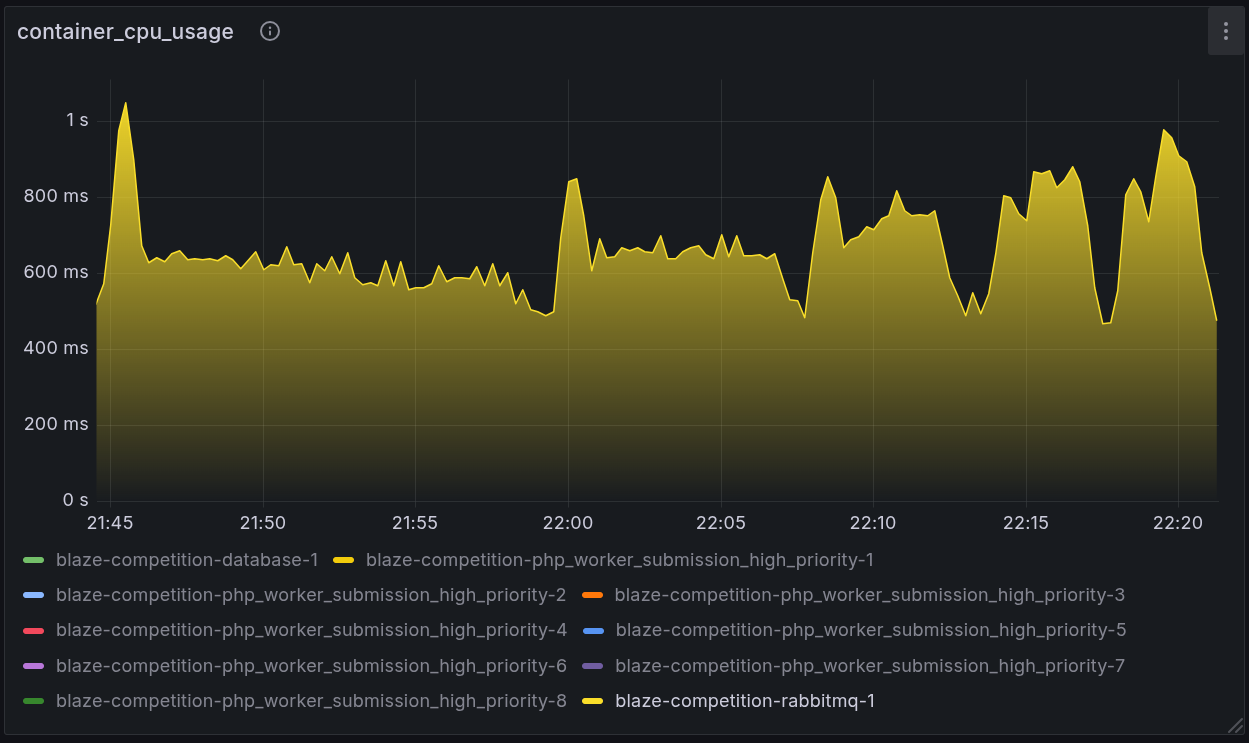 container_cpu_usage
1 s
800 ms
600 ms
400 ms
200 ms
0 s
21:45 21:50 21:55 22:00 22:05 22:10 22:15 22:20
blaze-competition-database-1 blaze-competition-php_worker_submission_high_priority-1
blaze-competition-php_worker_submission_high_priority-2 blaze-competition-php_worker_submission_high_priority-3
blaze-competition-php_worker_submission_high_priority-4 blaze-competition-php_worker_submission_high_priority-5
blaze-competition-php_worker_submission_high_priority-6 blaze-competition-php_worker_submission_high_priority-7
blaze-competition-php_worker_submission_high_priority-8 blaze-competition-rabbitmq-1